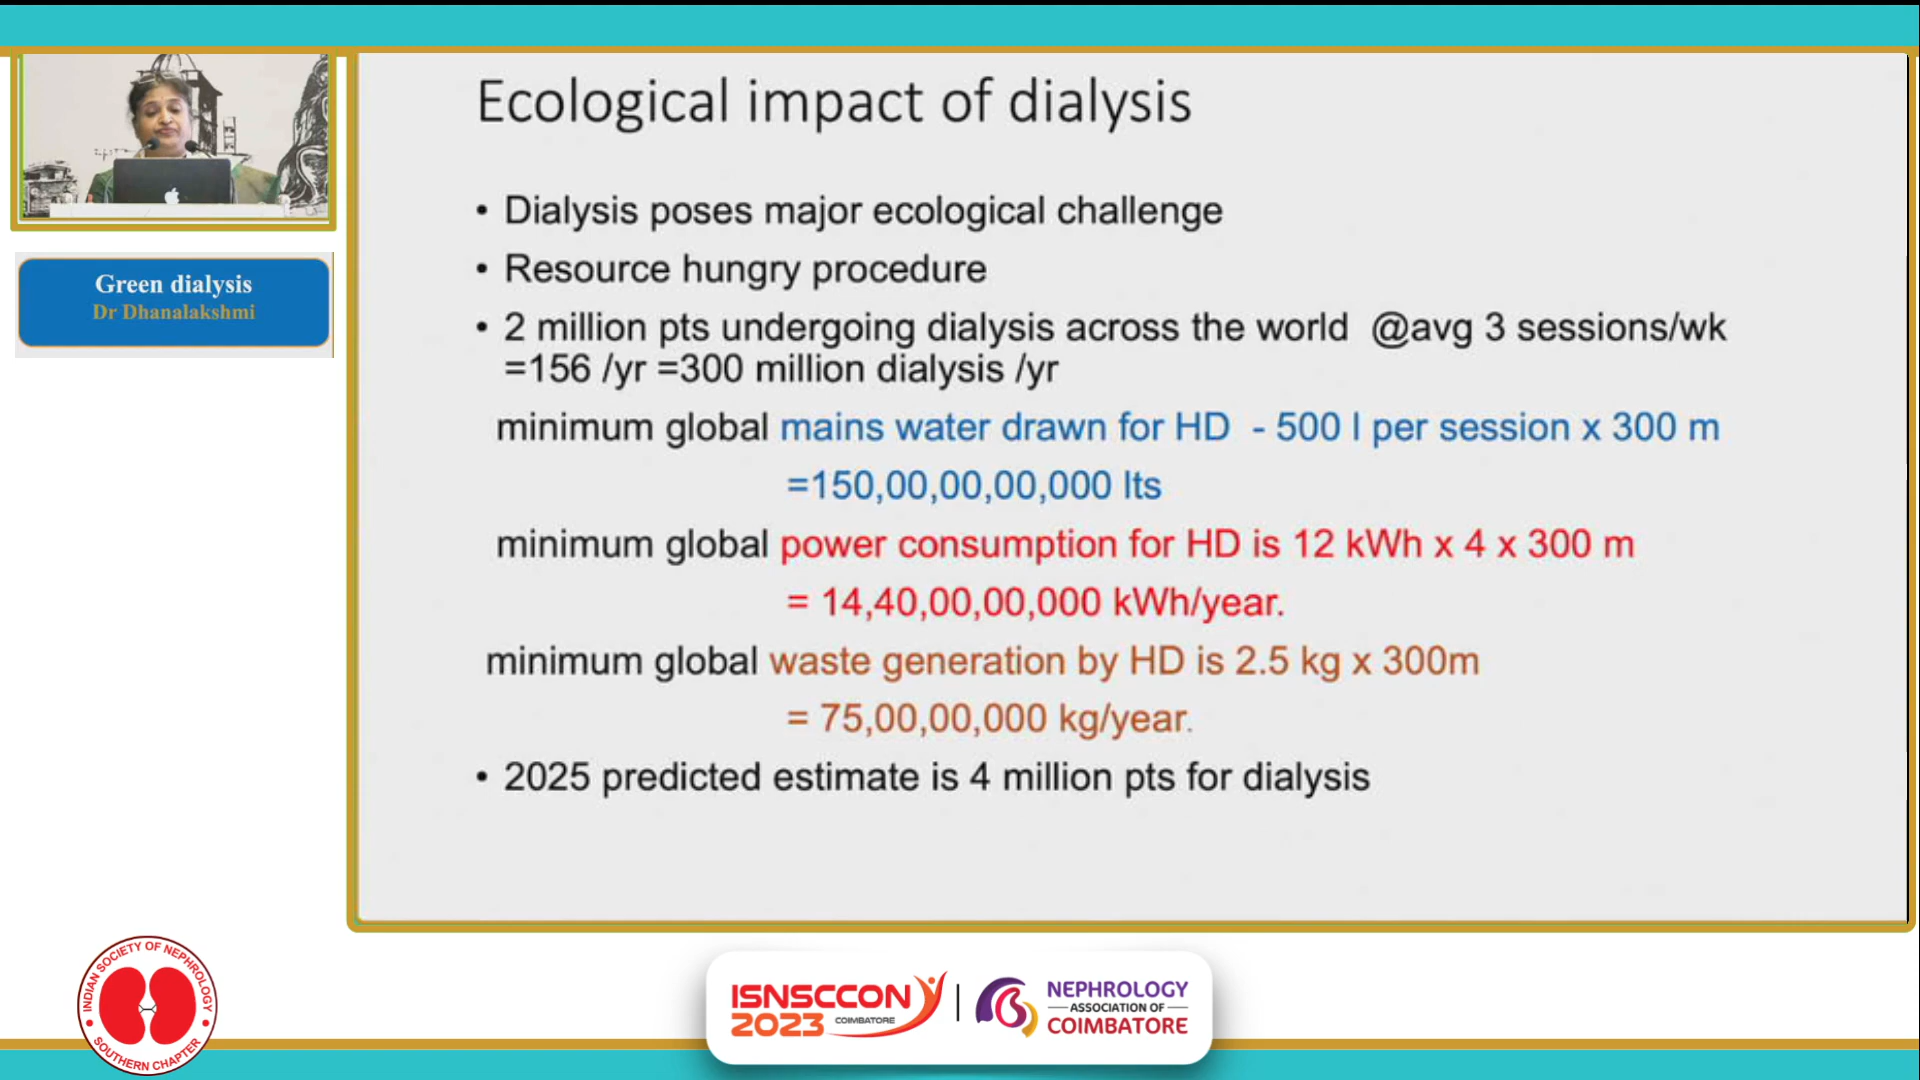 Ecological impact of dialysis
• Dialysis poses major ecological challenge
• Resource hungry procedure
• 2 million pts undergoing dialysis across the world @avg 3 sessions/wk
=156 /yr =300 million dialysis /yr
minimum global mains water drawn for HD - 500 l per session x 300 m
=150,00,00,00,000 lts
minimum global power consumption for HD is 12 kWh x 4 x 300 m
= 14,40,00,00,000 kWh/year.
minimum global waste generation by HD is 2.5 kg x 300m
= 75,00,00,000 kg/year.
• 2025 predicted estimate is 4 million pts for dialysis
Green dialysis
Dr Dhanalakshmi
INDIAN SOCIETY OF NEPHROLOGY
SOUTHERN CHAPTER
ISNSCCON
2023 COIMBATORE
NEPHROLOGY
ASSOCIATION OF
COIMBATORE